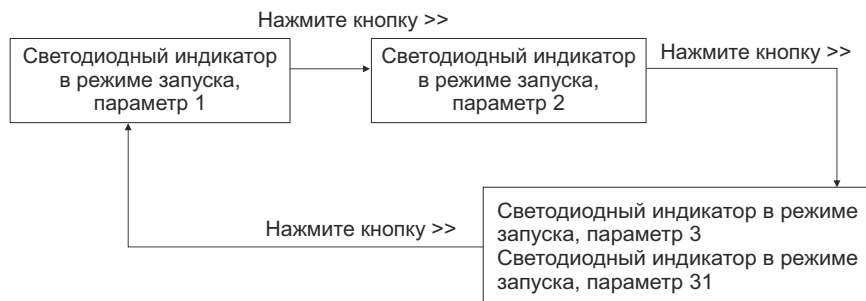 Нажмите кнопку >>
Светодиодный индикатор
в режиме запуска,
параметр 1
Светодиодный индикатор
в режиме запуска,
параметр 2
Нажмите кнопку >>
Светодиодный индикатор в режиме
запуска, параметр 3
Светодиодный индикатор в режиме
запуска, параметр 31
Нажмите кнопку >>